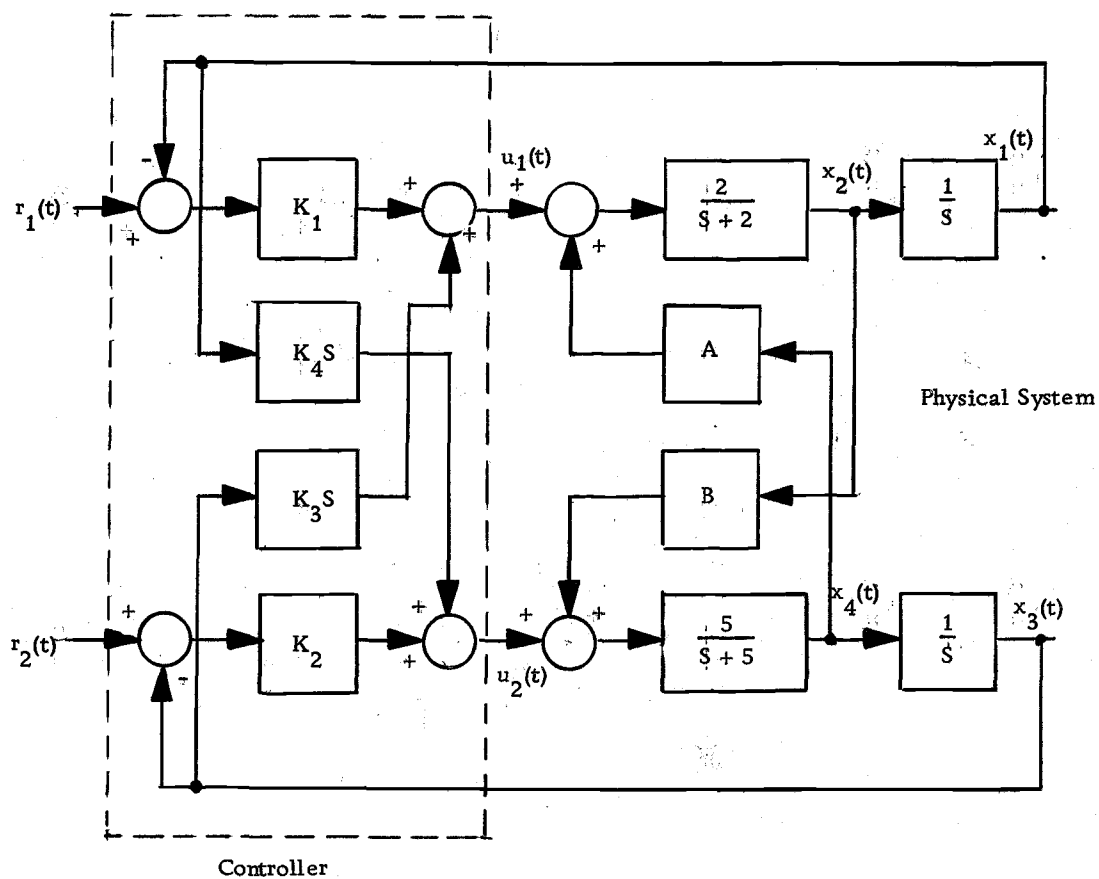 x₁(t)
u₁(t)
x₂(t)
-
+
+
+
2
S + 2
1
S
r₁(t)
K₁
+
+
K₄S
A
Physical System
K₃S
B
x₄(t)
x₃(t)
+
+
+
+
r₂(t)
K₂
5
S + 5
1
S
-
+
u₂(t)
Controller